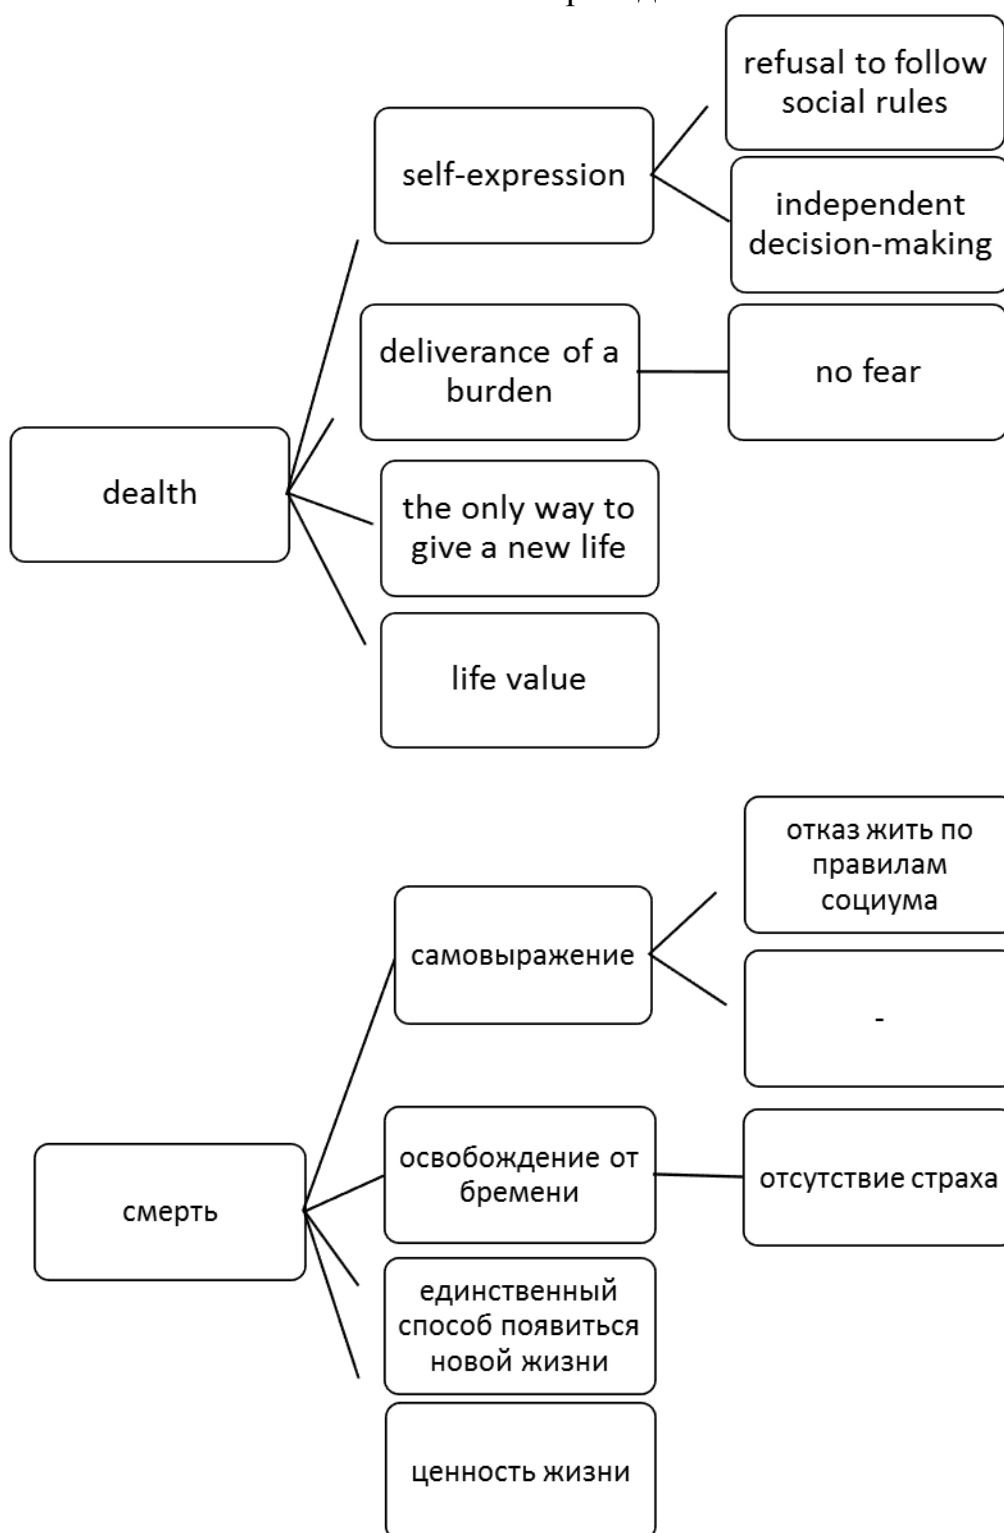 refusal to follow
social rules
self-expression
independent
decision-making
deliverance of a
burden
no fear
dealth
the only way to
give a new life
life value
отказ жить по
правилам
социума
самовыражение
-
освобождение от
бремени
отсутствие страха
смерть
единственный
способ появиться
новой жизни
ценность жизни